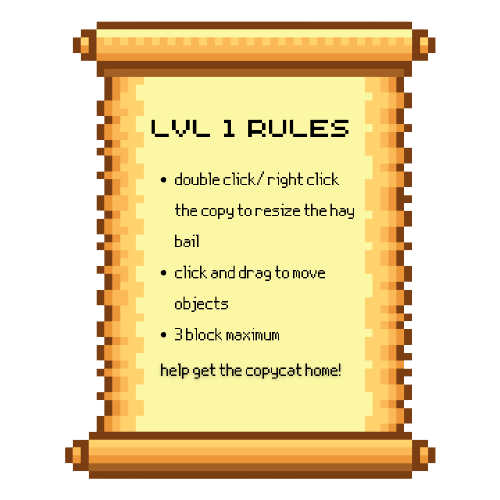 LVL 1 RULES
• double click/ right click
the copy to resize the hay
bail
• click and drag to move
objects
• 3 block maximum
help get the copycat home!